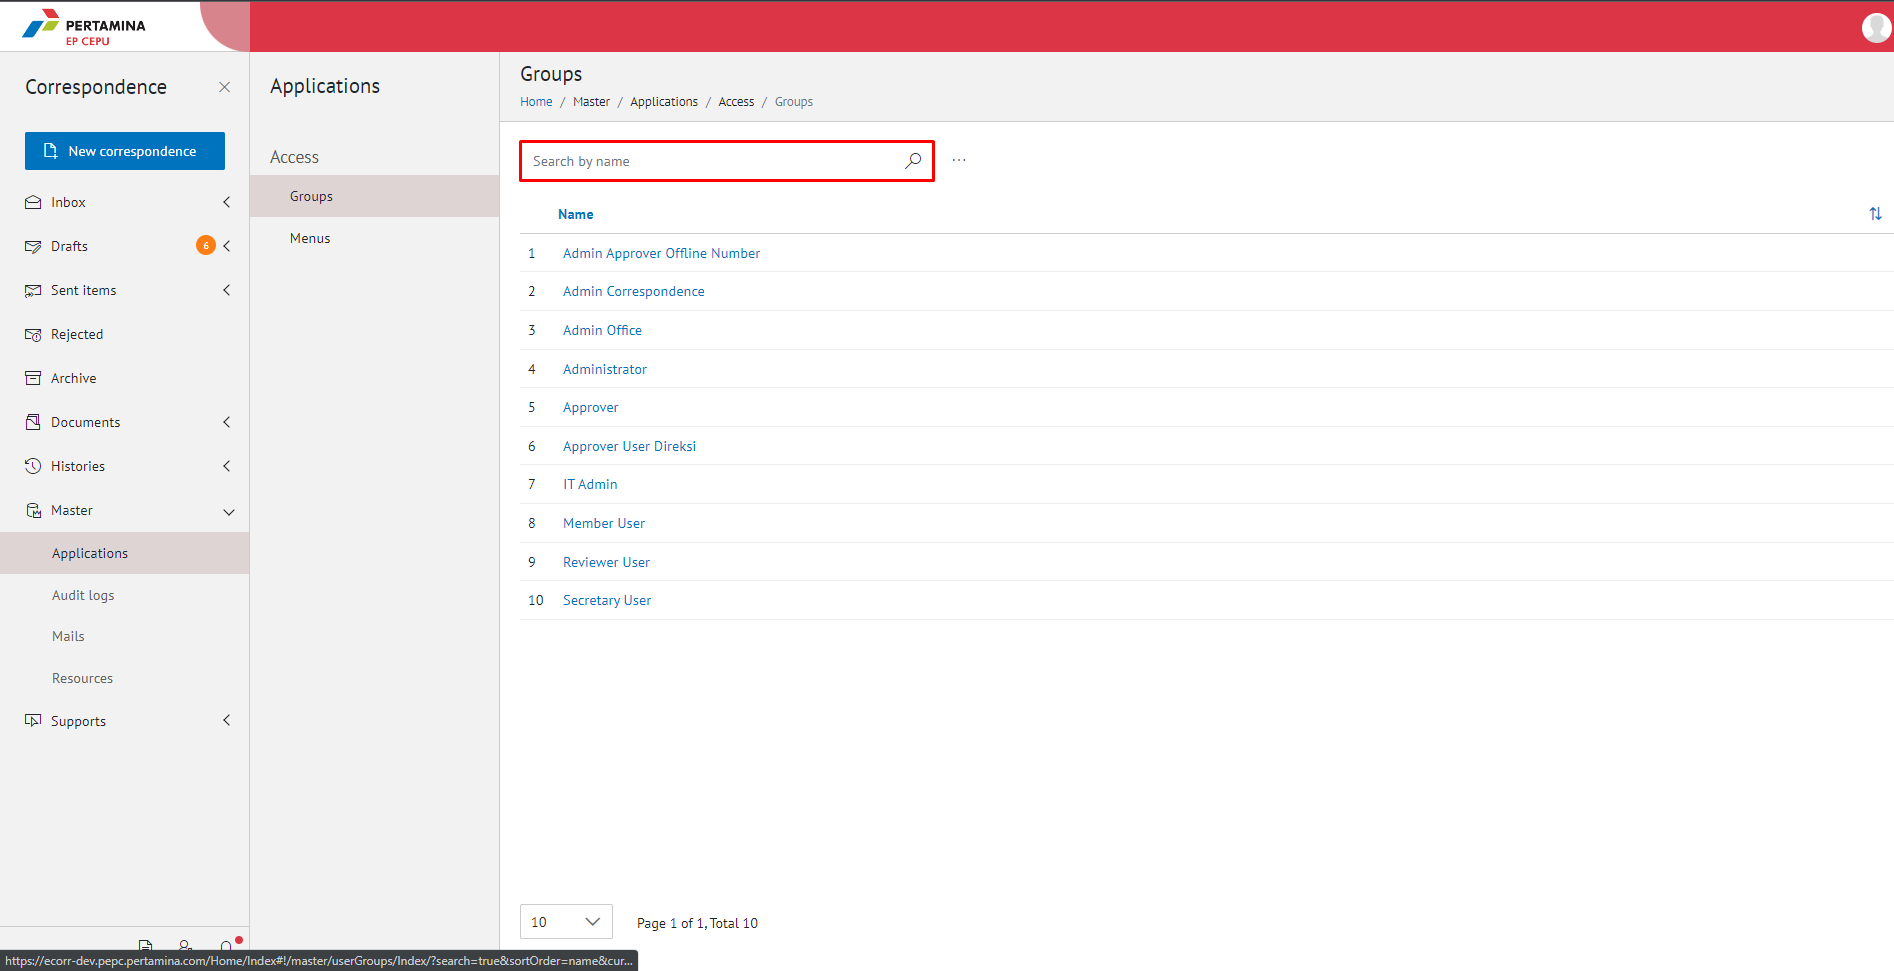 PERTAMINA
EP CEPU
Correspondence
New correspondence
Inbox
Drafts
6
Sent items
Rejected
Archive
Documents
Histories
Master
Applications
Audit logs
Mails
Resources
Supports
Applications
Access
Groups
Menus
Groups
Home / Master / Applications / Access / Groups
Search by name
...
Name
1 Admin Approver Offline Number
2 Admin Correspondence
3 Admin Office
4 Administrator
5 Approver
6 Approver User Direksi
7 IT Admin
8 Member User
9 Reviewer User
10 Secretary User
10
Page 1 of 1, Total 10
https://ecorr-dev.pepc.pertamina.com/Home/Index#!/master/userGroups/Index/?search=true&sortOrder=name&cur...